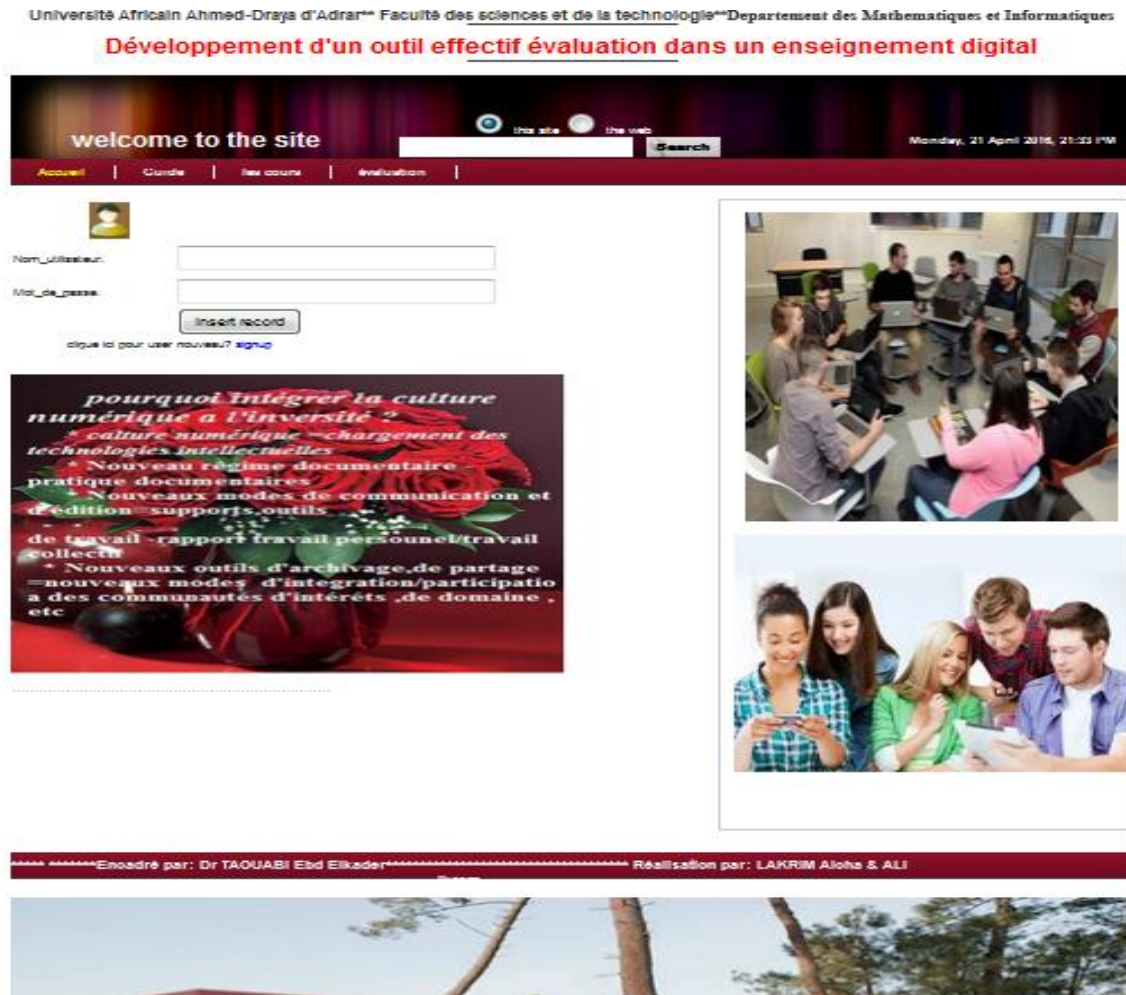 Université Africain Ahmed-Draya d'Adrar** Faculté des sciences et de la technologie**Departement des Mathematiques et Informatiques
Développement d'un outil effectif évaluation dans un enseignement digital
this site the web
welcome to the site
Search
Monday, 21 April 2016, 21:33 PM
Accueil | Guide | les cours | évaluation |
Nom_utilisateur:
Mot_de_passe:
Insert record
clique ici pour user nouveau? signup
pourquoi intégrer la culture
numérique a l'inversité ?
* calture numérique =chargement des
technologies intellectuelles
* Nouveau régime documentaire
pratique documentaires
* Nouveaux modes de communication et
d'édition=supports,outils
* *
de travail -rapport travail persounel/travail
collectif
* Nouveaux outils d'archivage,de partage
=nouveaux modes d'integration/participatio
a des communautés d'intéréts ,de domaine ,
etc
***** *******Encadré par: Dr TAOUABI Ebd Elkader*********************************** Réalisation par: LAKRIM Aicha & ALI